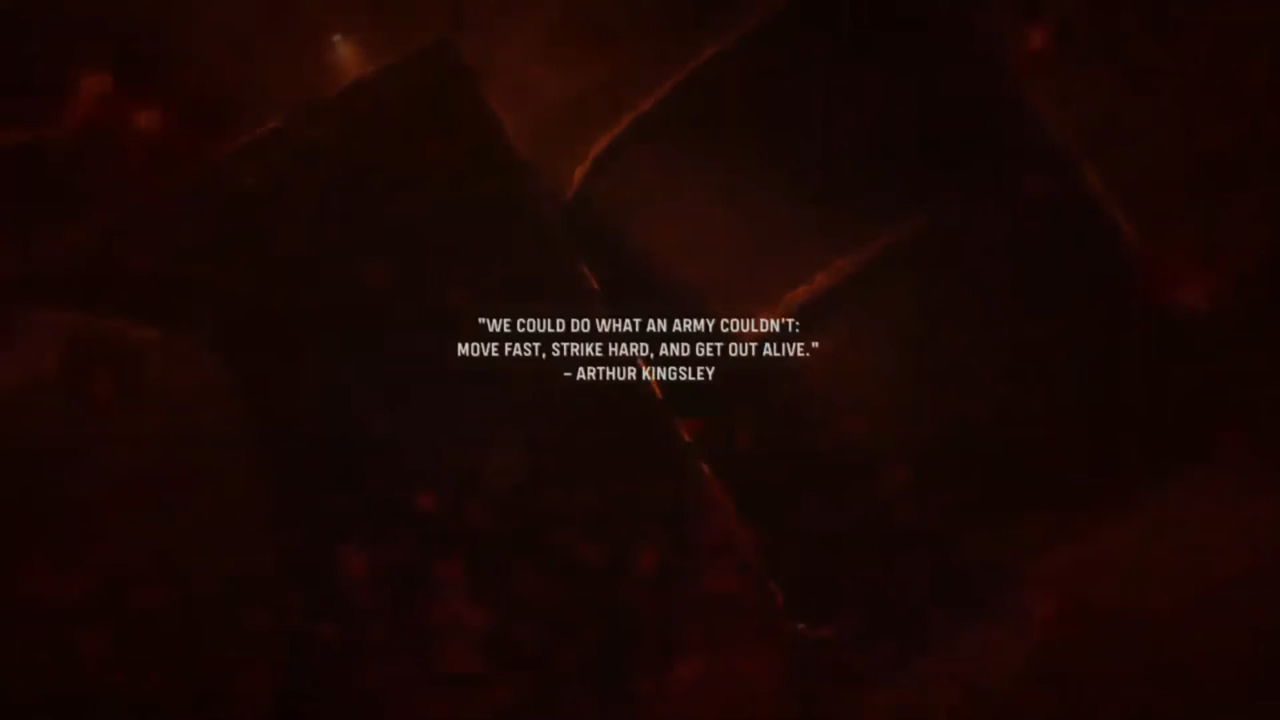 "WE COULD DO WHAT AN ARMY COULDN'T:
MOVE FAST, STRIKE HARD, AND GET OUT ALIVE."
– ARTHUR KINGSLEY